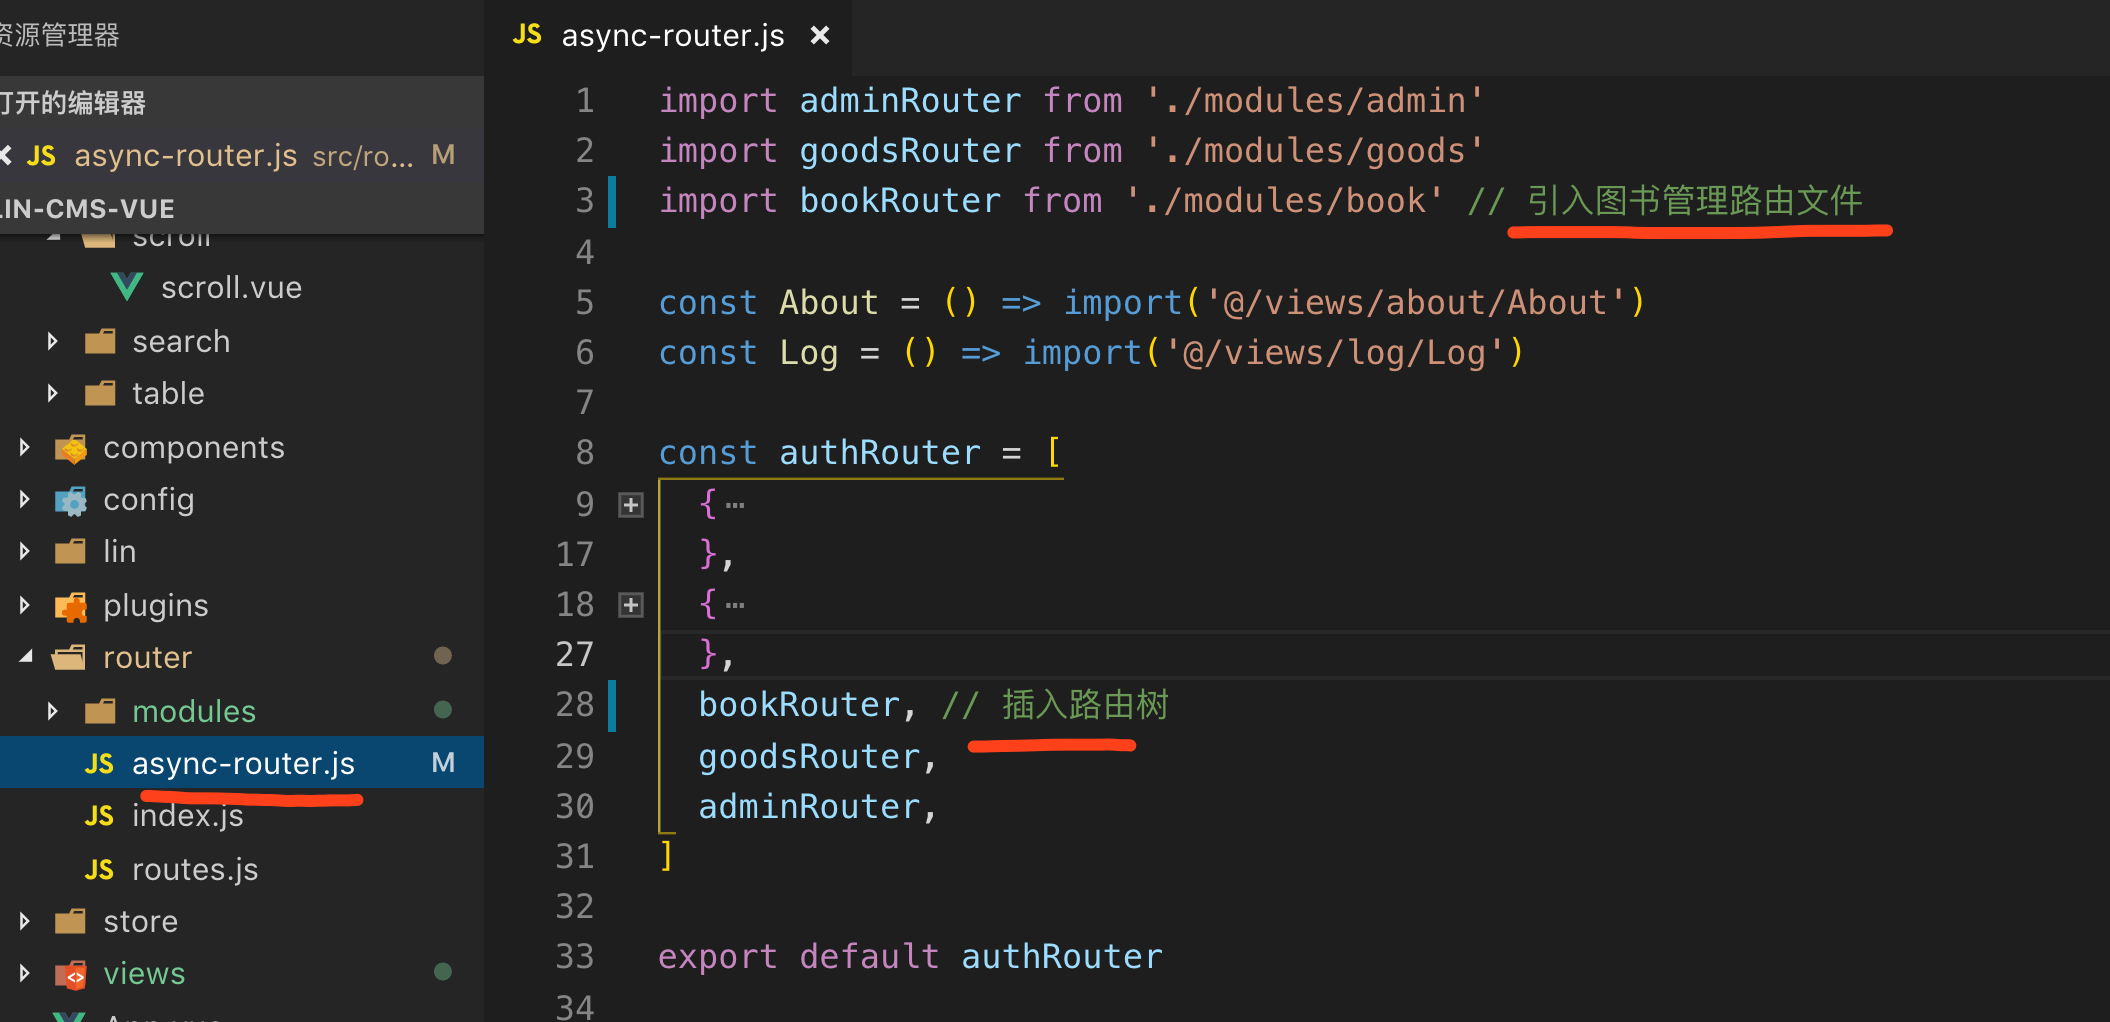 资源管理器
打开的编辑器
JS async-router.js src/ro... M
LIN-CMS-VUE
scroll
scroll.vue
search
table
components
config
lin
plugins
router
modules
JS async-router.js M
JS index.js
JS routes.js
store
views
App.vue
JS async-router.js
1 import adminRouter from './modules/admin'
2 import goodsRouter from './modules/goods'
3 import bookRouter from './modules/book' // 引入图书管理路由文件
4
5 const About = () => import('@/views/about/About')
6 const Log = () => import('@/views/log/Log')
7
8 const authRouter = [
9 {…
17 },
18 {…
27 },
28 bookRouter, // 插入路由树
29 goodsRouter,
30 adminRouter,
31 ]
32
33 export default authRouter
34